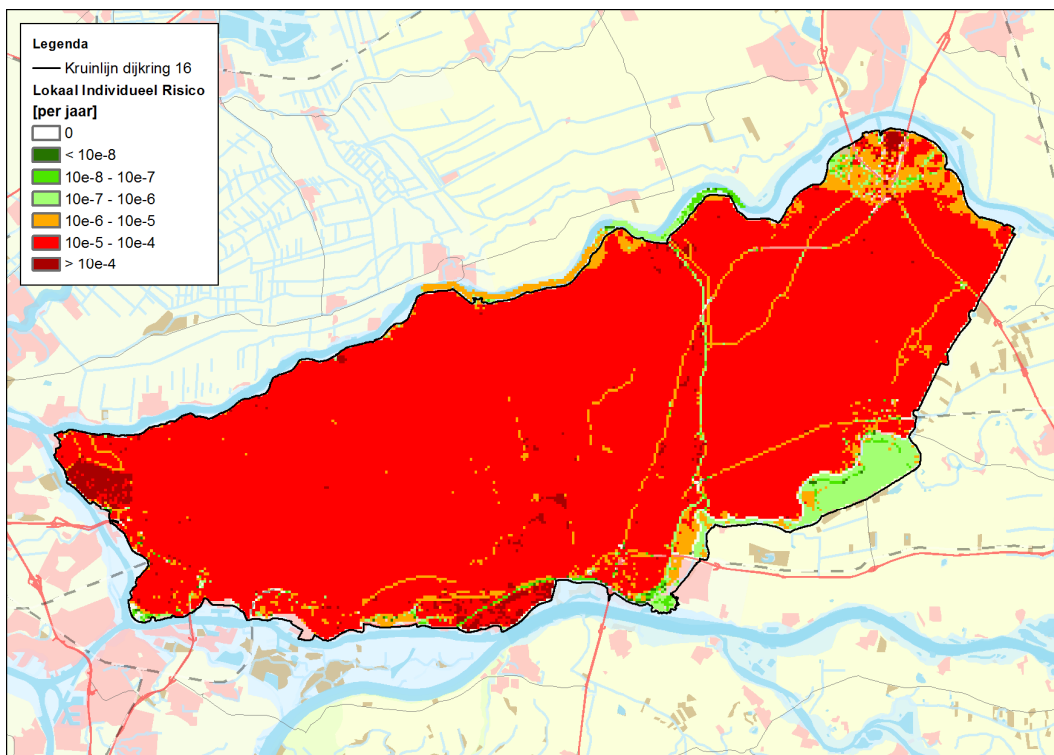 Legenda
Kruinlijn dijkring 16
Lokaal Individueel Risico
[per jaar]
0
< 10e-8
10e-8 - 10e-7
10e-7 - 10e-6
10e-6 - 10e-5
10e-5 - 10e-4
> 10e-4